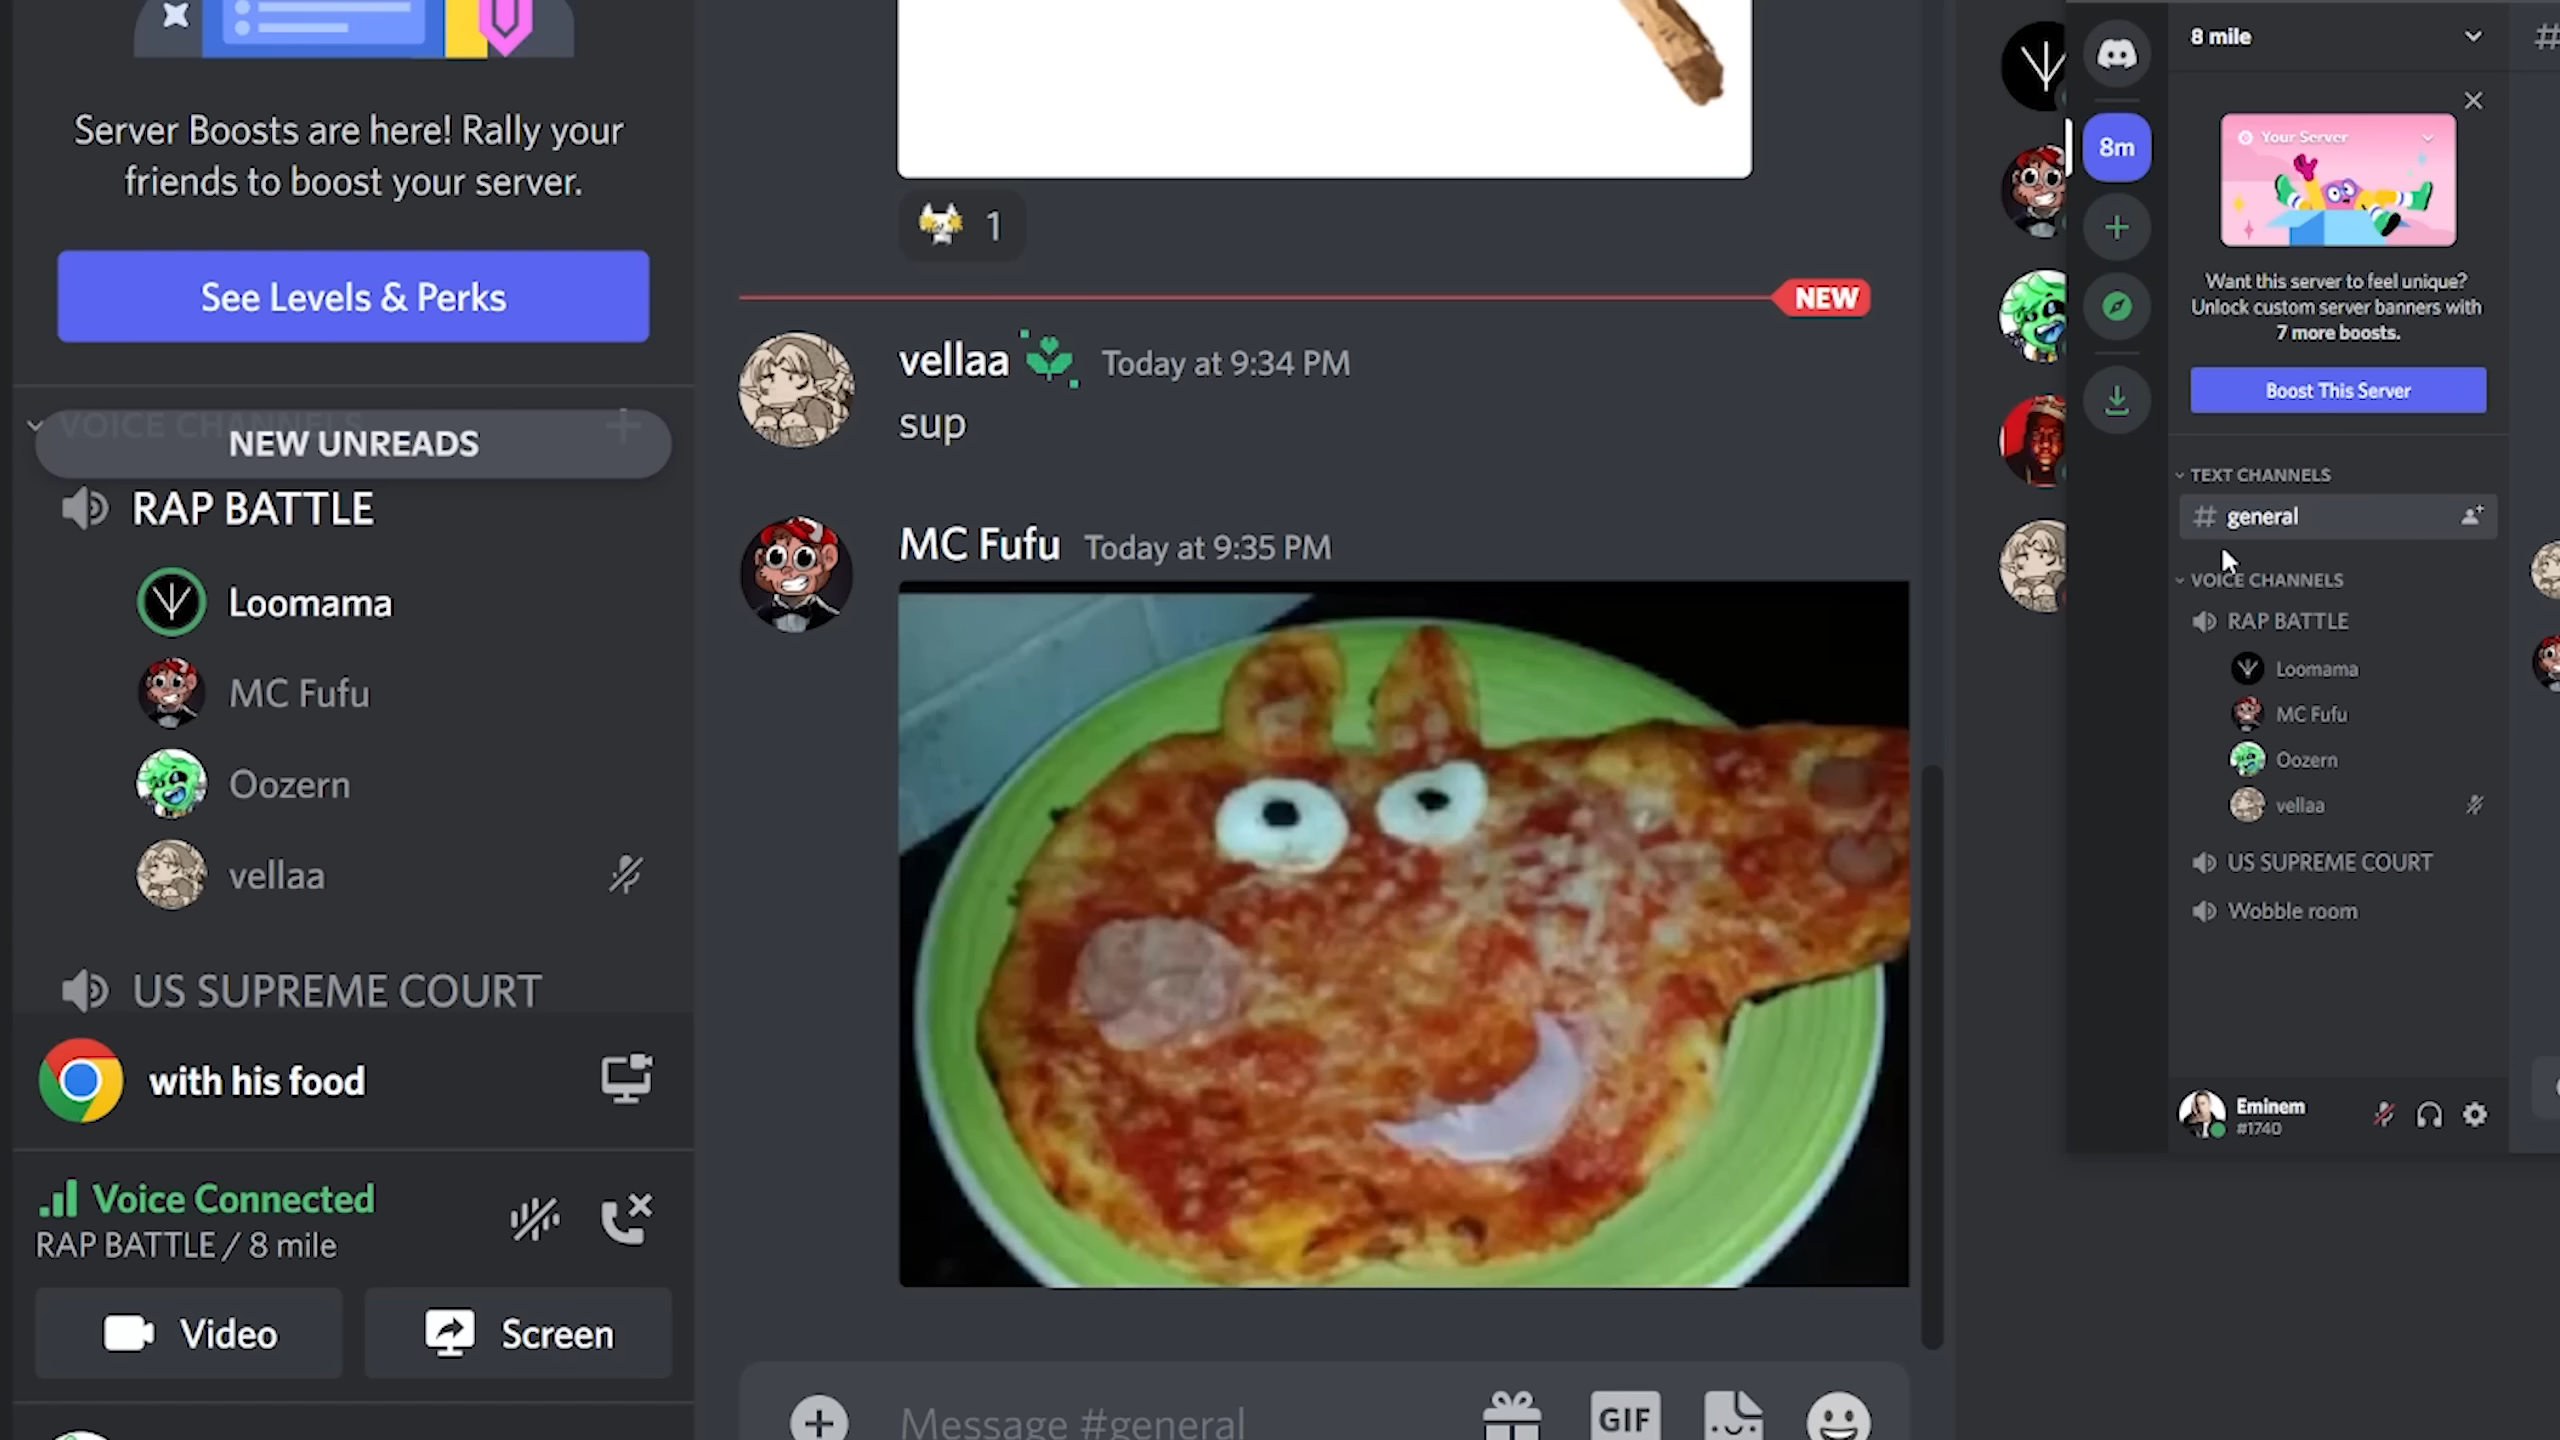 Server Boosts are here! Rally your
friends to boost your server.
See Levels & Perks
VOICE CHANNELS
NEW UNREADS
RAP BATTLE
Loomama
MC Fufu
Oozern
vellaa
US SUPREME COURT
with his food
Voice Connected
RAP BATTLE / 8 mile
Video
Screen
1
NEW
vellaa Today at 9:34 PM
sup
MC Fufu Today at 9:35 PM
Message #general
GIF
8m
8 mile
Your Server
Want this server to feel unique?
Unlock custom server banners with
7 more boosts.
Boost This Server
TEXT CHANNELS
# general
VOICE CHANNELS
RAP BATTLE
Loomama
MC Fufu
Oozern
vellaa
US SUPREME COURT
Wobble room
Eminem
#1740